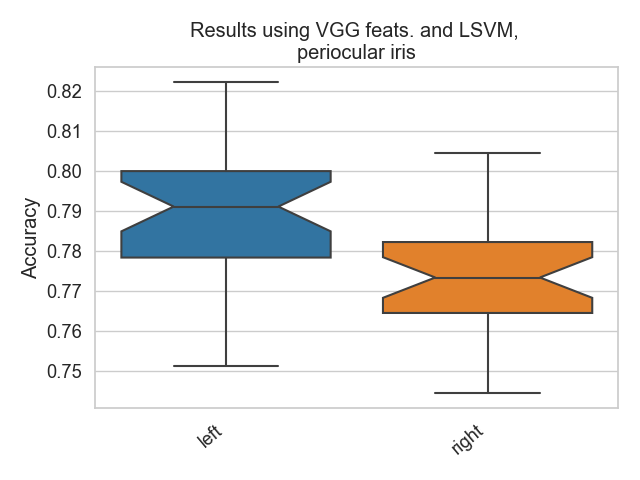 Results using VGG feats. and LSVM,
periocular iris
0.82
0.81
0.80
0.79
0.78
0.77
0.76
0.75
Accuracy
left
right